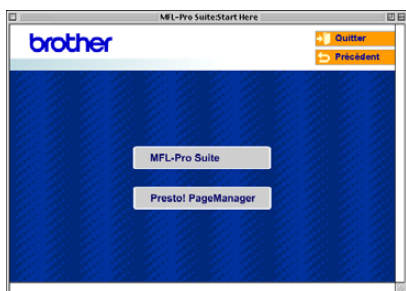 MFL-Pro Suite:Start Here
brother
Quitter
Précédent
MFL-Pro Suite
Presto! PageManager